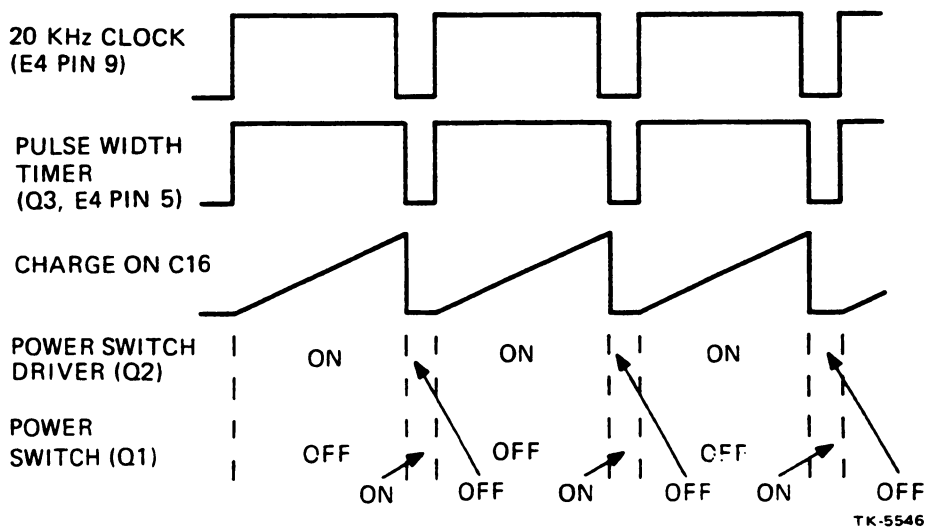 20 KHz CLOCK
(E4 PIN 9)
PULSE WIDTH
TIMER
(Q3, E4 PIN 5)
CHARGE ON C16
POWER SWITCH
DRIVER (Q2)
ON ON ON
POWER
SWITCH (Q1)
OFF OFF OFF
ON OFF ON OFF ON OFF
TK-5546